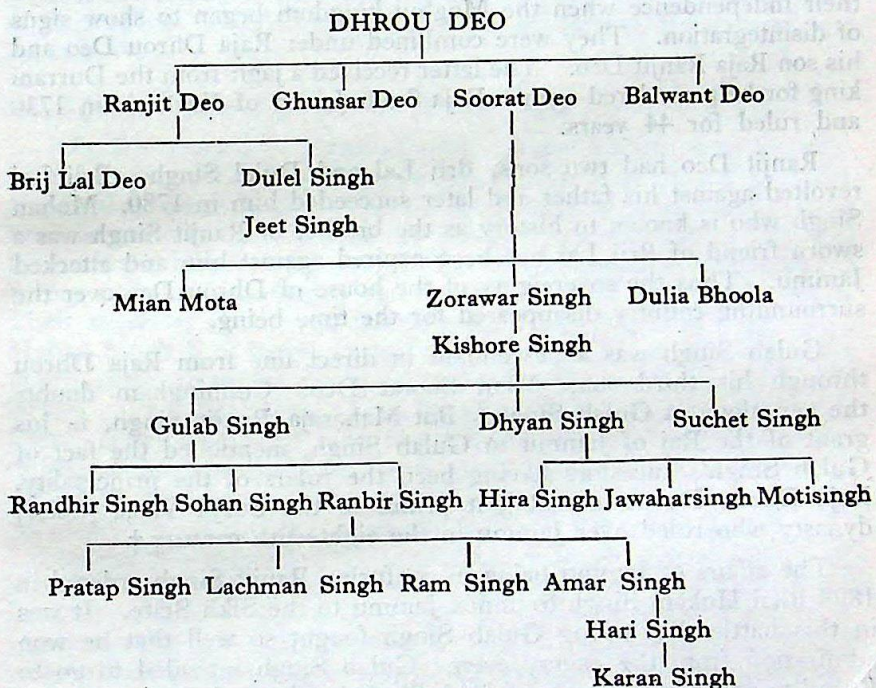 DHROU DEO
Ranjit Deo Ghunsar Deo Soorat Deo Balwant Deo
Brij Lal Deo Dulel Singh
Jeet Singh
Mian Mota Zorawar Singh Dulia Bhoola
Kishore Singh
Gulab Singh Dhyan Singh Suchet Singh
Randhir Singh Sohan Singh Ranbir Singh Hira Singh Jawaharsingh Motisingh
Pratap Singh Lachman Singh Ram Singh Amar Singh
Hari Singh
Karan Singh